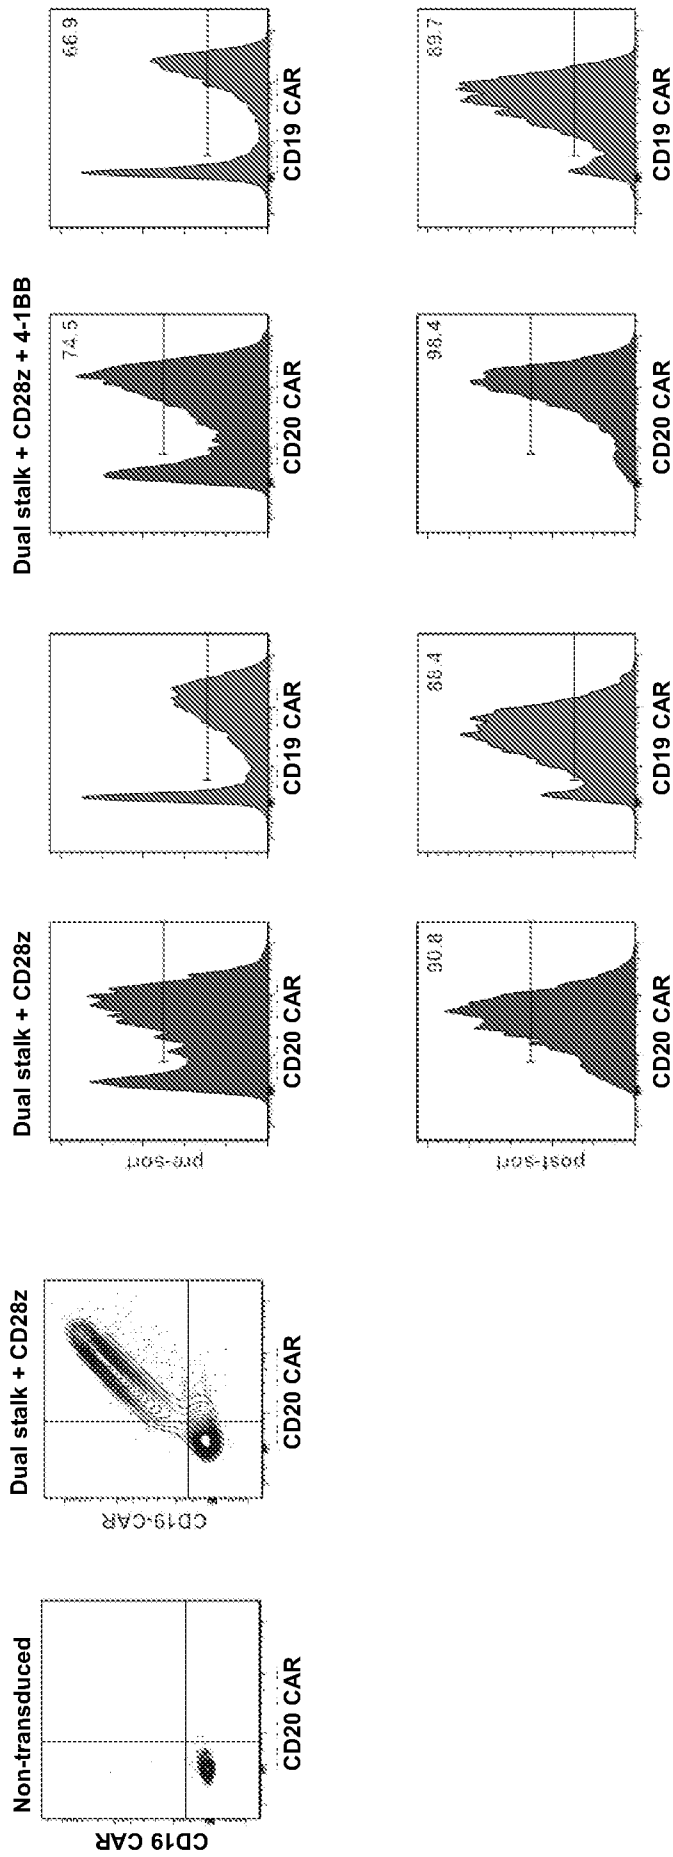 Non-transduced
Dual stalk + CD28z
Dual stalk + CD28z
Dual stalk + CD28z + 4-1BB
CD19 CAR
CD20 CAR
CD19-CAR
CD20 CAR
pre-sort
CD20 CAR
CD19 CAR
74.5
CD20 CAR
CD19 CAR
post-sort
90.8
CD20 CAR
88.4
CD19 CAR
98.4
CD20 CAR
89.7
CD19 CAR